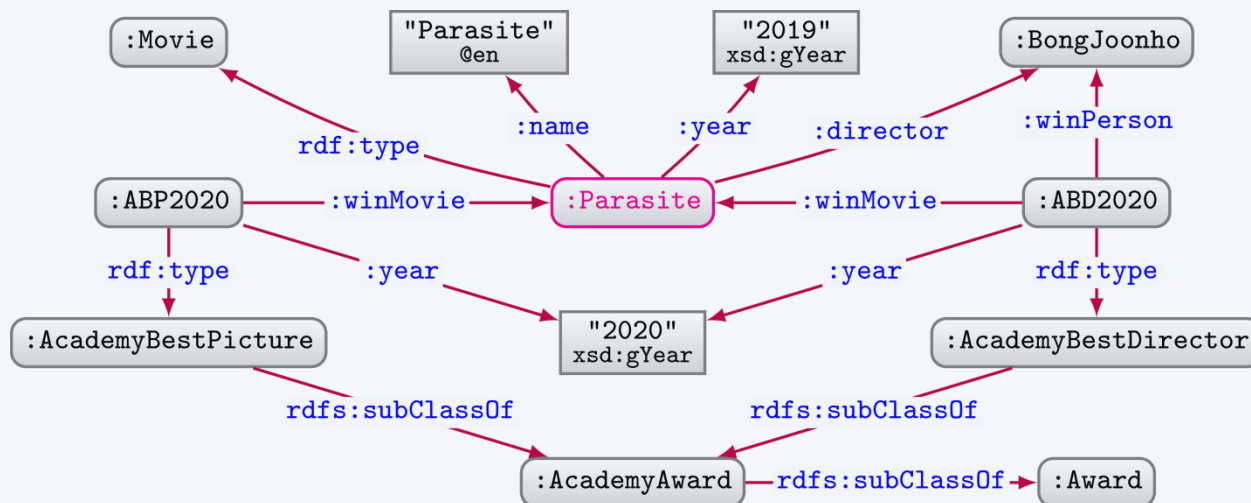 :Movie
"Parasite"
@en
"2019"
xsd:gYear
:BongJoonho
rdf:type
:name
:year
:director
:winPerson
:ABP2020
:winMovie
:Parasite
:winMovie
:ABD2020
rdf:type
:year
:year
rdf:type
:AcademyBestPicture
"2020"
xsd:gYear
:AcademyBestDirector
rdfs:subClassOf
rdfs:subClassOf
:AcademyAward
rdfs:subClassOf
:Award